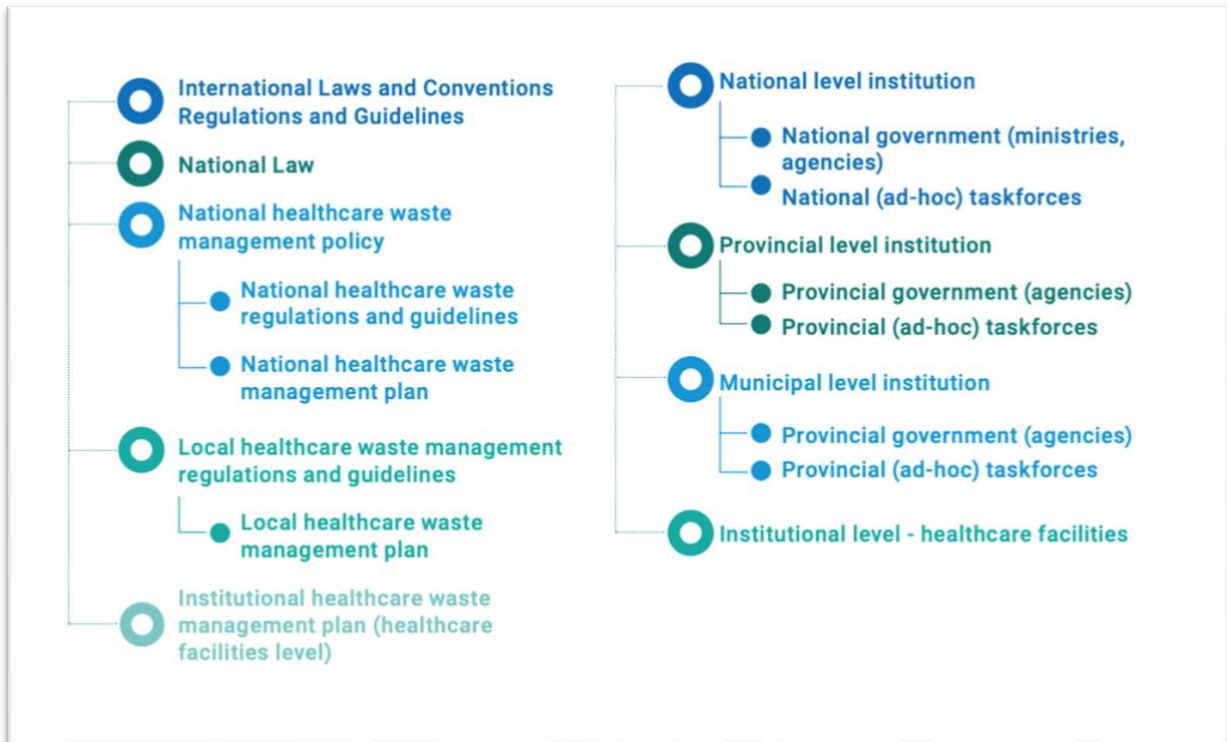 International Laws and Conventions
Regulations and Guidelines
National Law
National healthcare waste
management policy
National healthcare waste
regulations and guidelines
National healthcare waste
management plan
Local healthcare waste management
regulations and guidelines
Local healthcare waste
management plan
Institutional healthcare waste
management plan (healthcare
facilities level)
National level institution
National government (ministries,
agencies)
National (ad-hoc) taskforces
Provincial level institution
Provincial government (agencies)
Provincial (ad-hoc) taskforces
Municipal level institution
Provincial government (agencies)
Provincial (ad-hoc) taskforces
Institutional level - healthcare facilities